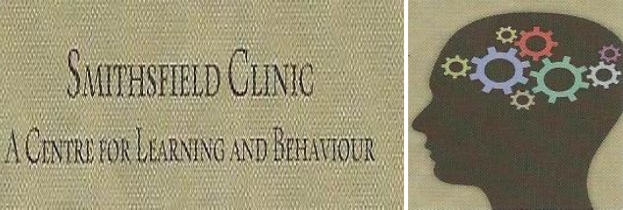 Smithsfield Clinic
A Centre for Learning and Behaviour